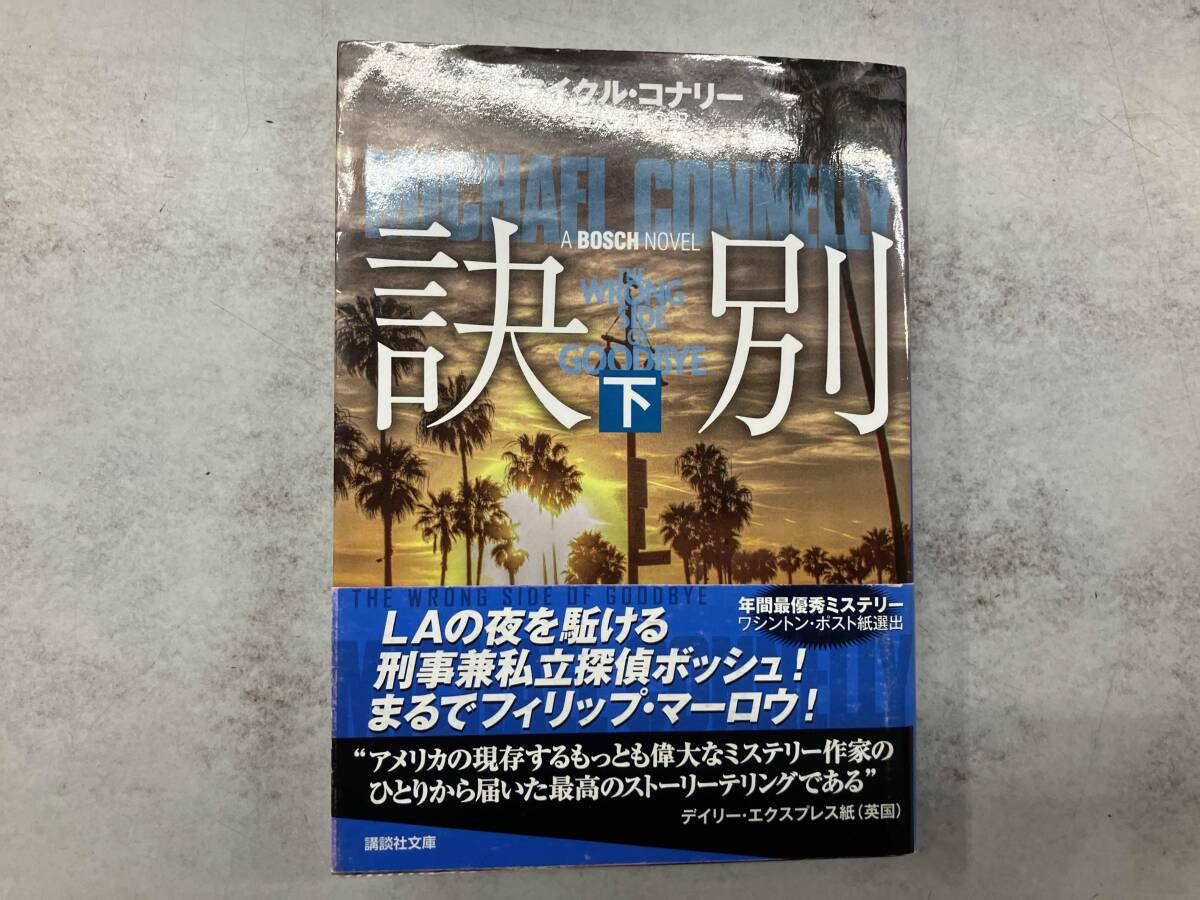 マイクル・コナリー
MICHAEL CONNELLY
A BOSCH NOVEL
訣別
THE
WRONG
SIDE
OF
GOODBYE
下
THE WRONG SIDE OF GOODBYE
年間最優秀ミステリー
ワシントン・ポスト紙選出
LAの夜を駈ける
刑事兼私立探偵ボッシュ！
まるでフィリップ・マーロウ！
“アメリカの現存するもっとも偉大なミステリー作家の
ひとりから届いた最高のストーリーテリングである”
デイリー・エクスプレス紙（英国）
講談社文庫